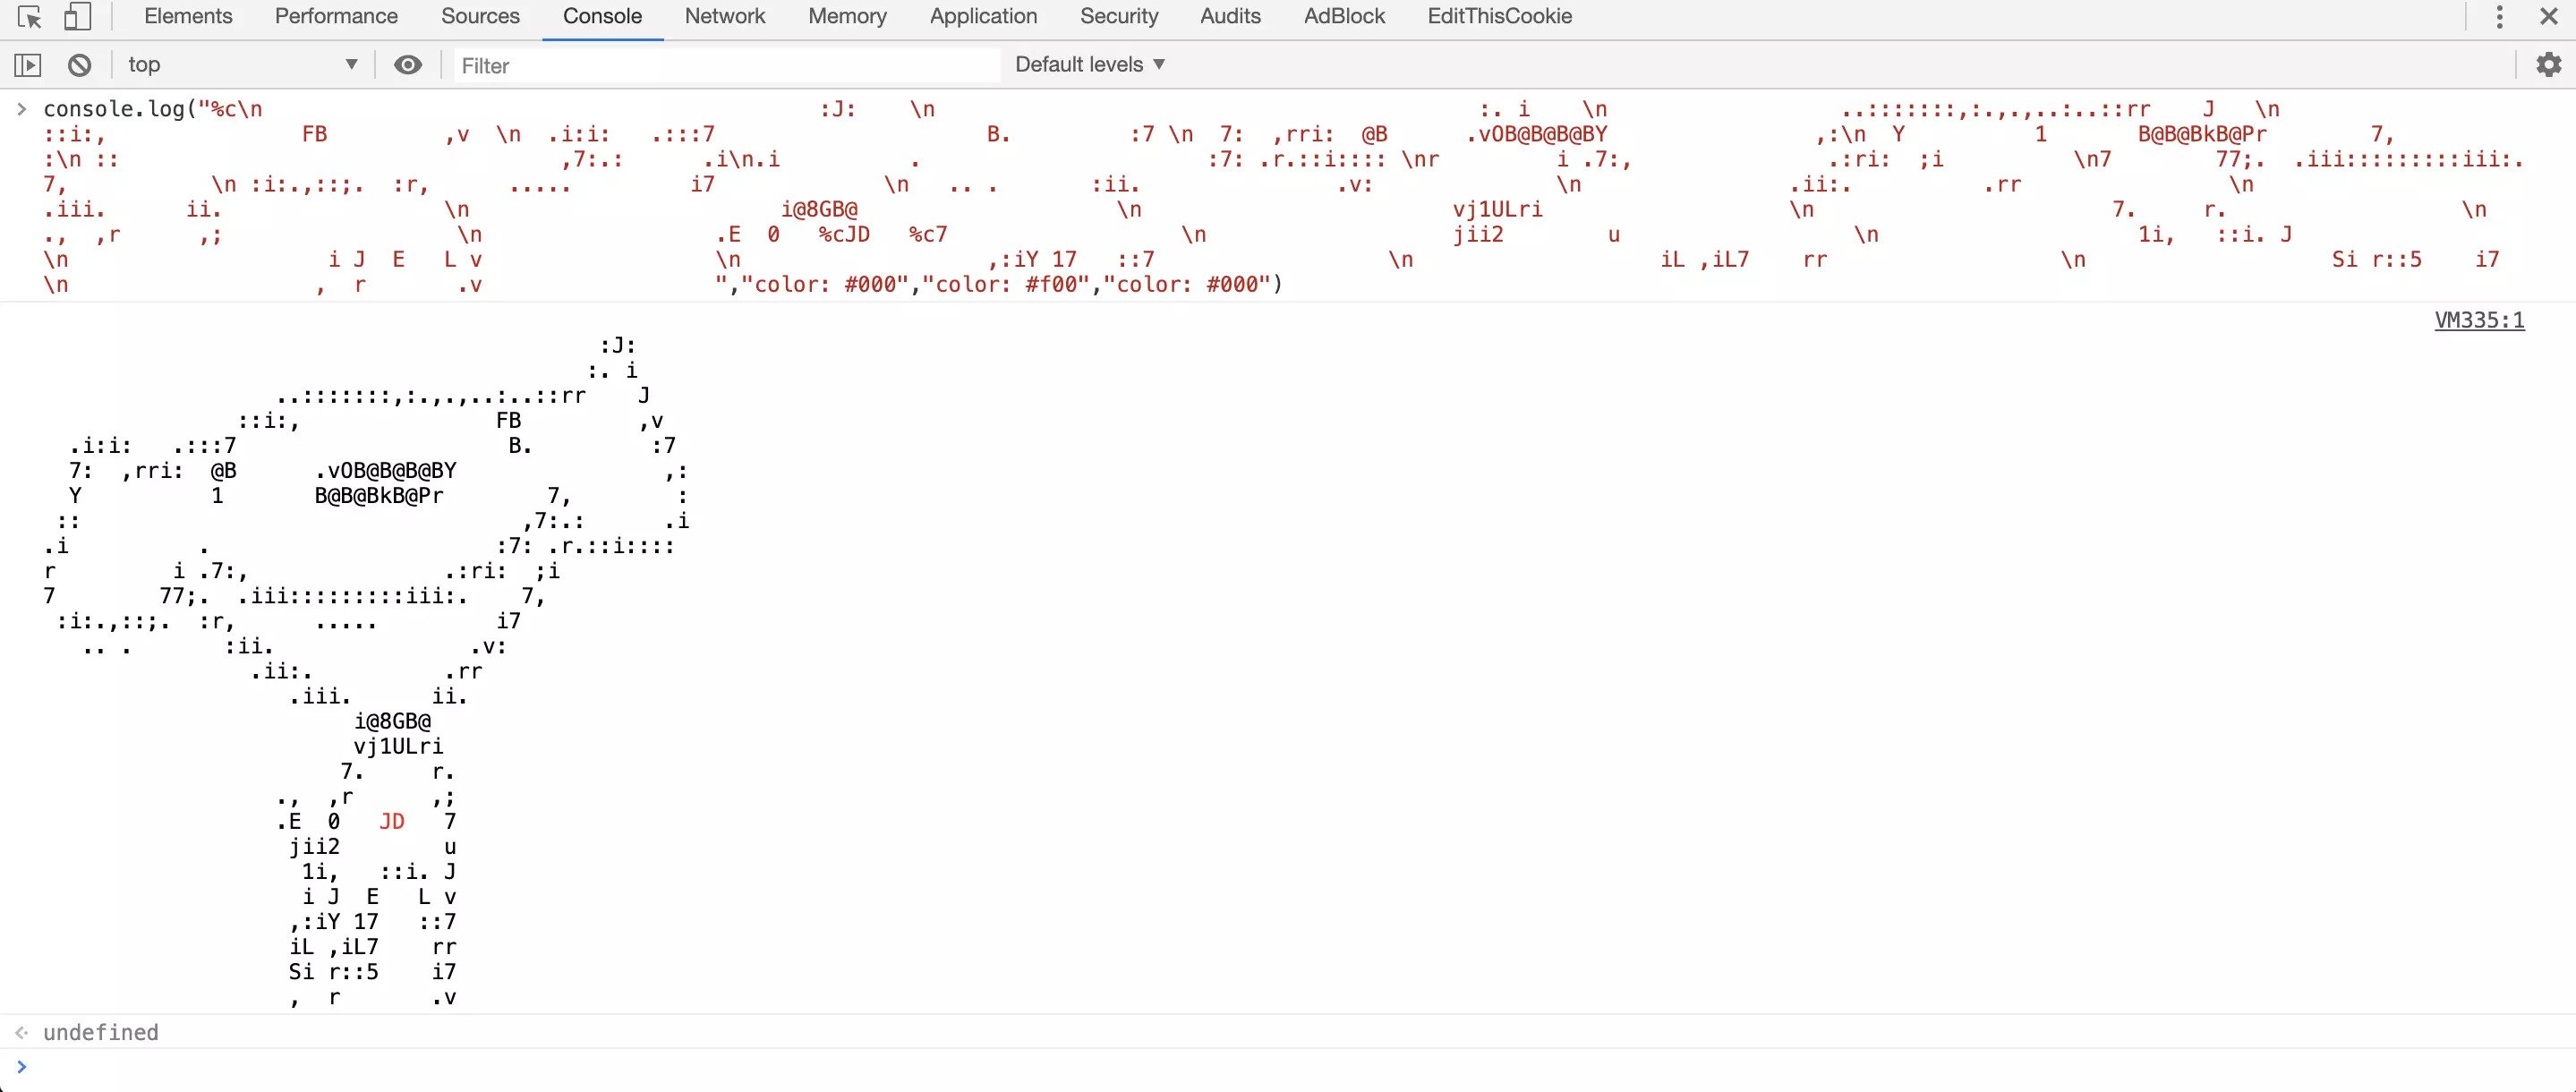 Elements Performance Sources Console Network Memory Application Security Audits AdBlock EditThisCookie
top ▼ Filter Default levels ▼
> console.log("%c\n                                           :J:    \n                                          :. i    \n                  ..:::::::,:.,.,..:..::rr    J   \n
::i:,               FB         ,v  \n  .i:i:   .:::7                     B.         :7 \n  7:  ,rri:  @B      .vOB@B@B@BY                ,:\n  Y          1       B@B@BkB@Pr        7,
:\n ::                                  ,7:.:      .i\n.i          .                      :7: .r.::i:::: \nr         i .7:,               .:ri:  ;i          \n7        77;.  .iii:::::::::iii:.
7,           \n :i:.,::;.  :r,      .....         i7             \n   .. .       :ii.               .v:              \n                .ii:.          .rr                \n
.iii.      ii.                 \n                        i@8GB@                    \n                        vj1ULri                   \n                       7.     r.                  \n
.,  ,r      ,;                  \n                  .E  0   %cJD   %c7                  \n                   jii2        u                  \n                    1i,   ::i. J
\n                    i J  E   L v                  \n                   ,:iY 17   ::7                  \n                   iL ,iL7    rr                  \n                   Si r::5    i7
\n                   ,  r       .v                  ","color: #000","color: #f00","color: #000")
VM335:1
                                           :J:
                                          :. i
                  ..:::::::,:.,.,..:..::rr    J
               ::i:,               FB         ,v
  .i:i:   .:::7                     B.         :7
  7:  ,rri:  @B      .vOB@B@B@BY                ,:
  Y          1       B@B@BkB@Pr        7,        :
 ::                                  ,7:.:      .i
.i          .                      :7: .r.::i::::
r         i .7:,               .:ri:  ;i
7        77;.  .iii:::::::::iii:.    7,
 :i:.,::;.  :r,      .....         i7
   .. .       :ii.               .v:
                .ii:.          .rr
                   .iii.      ii.
                        i@8GB@
                        vj1ULri
                       7.     r.
                  .,  ,r      ,;
                  .E  0   JD   7
                   jii2        u
                    1i,   ::i. J
                    i J  E   L v
                   ,:iY 17   ::7
                   iL ,iL7    rr
                   Si r::5    i7
                   ,  r       .v
undefined
>